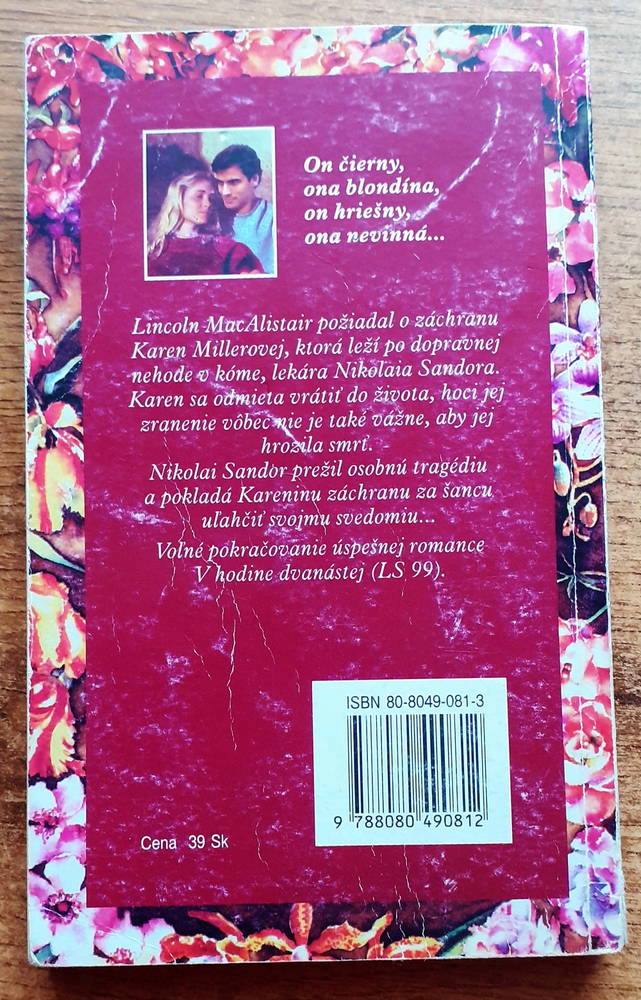 On čierny,
ona blondína,
on hriešny,
ona nevinná...
Lincoln MacAlistair požiadal o záchranu
Karen Millerovej, ktorá leží po dopravnej
nehode v kóme, lekára Nikolaia Sandora.
Karen sa odmieta vrátiť do života, hoci jej
zranenie vôbec nie je také vážne, aby jej
hrozila smrť.
Nikolai Sandor prežil osobnú tragédiu
a pokladá Kareninu záchranu za šancu
uľahčiť svojmu svedomiu...
Voľné pokračovanie úspešnej romance
V hodine dvanástej (LS 99).
ISBN 80-8049-081-3
9 788080 490812
Cena 39 Sk